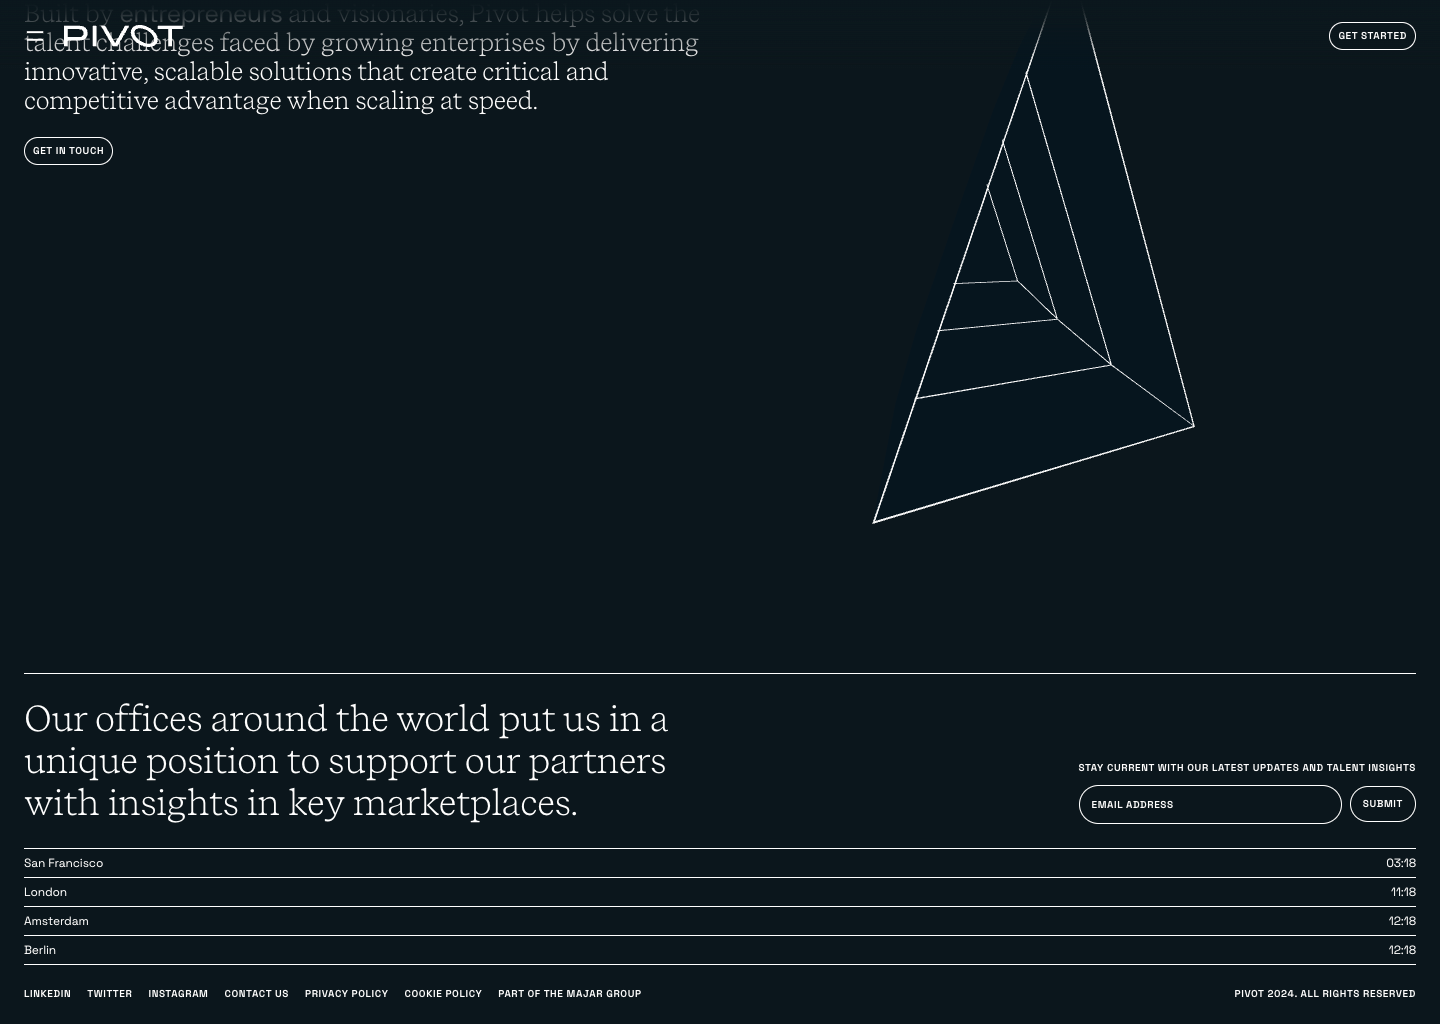 Built by entrepreneurs and visionaries, Pivot helps solve the
PIVOT
GET STARTED
talent challenges faced by growing enterprises by delivering
innovative, scalable solutions that create critical and
competitive advantage when scaling at speed.
GET IN TOUCH
Our offices around the world put us in a
unique position to support our partners
with insights in key marketplaces.
STAY CURRENT WITH OUR LATEST UPDATES AND TALENT INSIGHTS
EMAIL ADDRESS
SUBMIT
San Francisco 03:18
London 11:18
Amsterdam 12:18
Berlin 12:18
LINKEDIN TWITTER INSTAGRAM CONTACT US PRIVACY POLICY COOKIE POLICY PART OF THE MAJAR GROUP
PIVOT 2024. ALL RIGHTS RESERVED